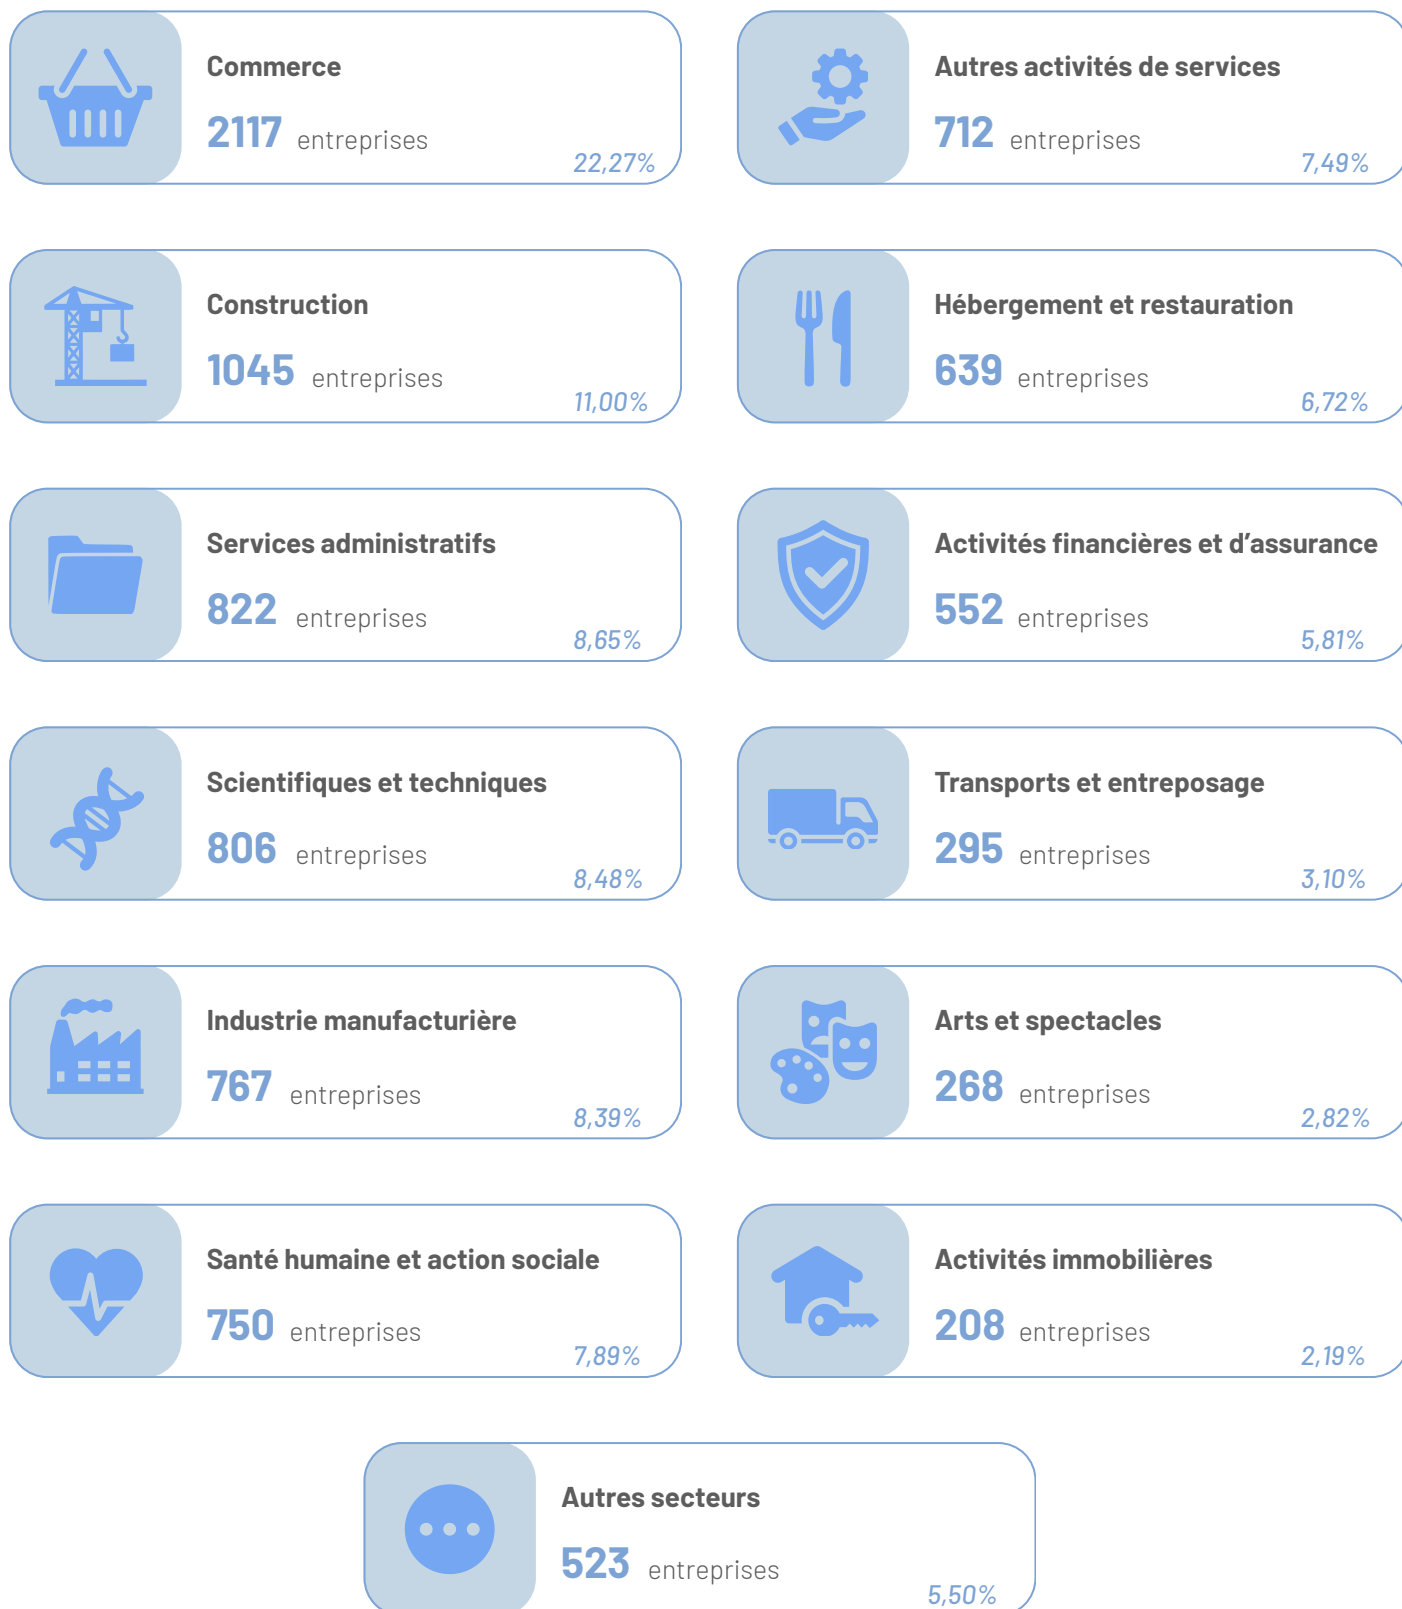 Commerce
2117 entreprises
22,27%
Autres activités de services
712 entreprises
7,49%
Construction
1045 entreprises
11,00%
Hébergement et restauration
639 entreprises
6,72%
Services administratifs
822 entreprises
8,65%
Activités financières et d’assurance
552 entreprises
5,81%
Scientifiques et techniques
806 entreprises
8,48%
Transports et entreposage
295 entreprises
3,10%
Industrie manufacturière
767 entreprises
8,39%
Arts et spectacles
268 entreprises
2,82%
Santé humaine et action sociale
750 entreprises
7,89%
Activités immobilières
208 entreprises
2,19%
Autres secteurs
523 entreprises
5,50%